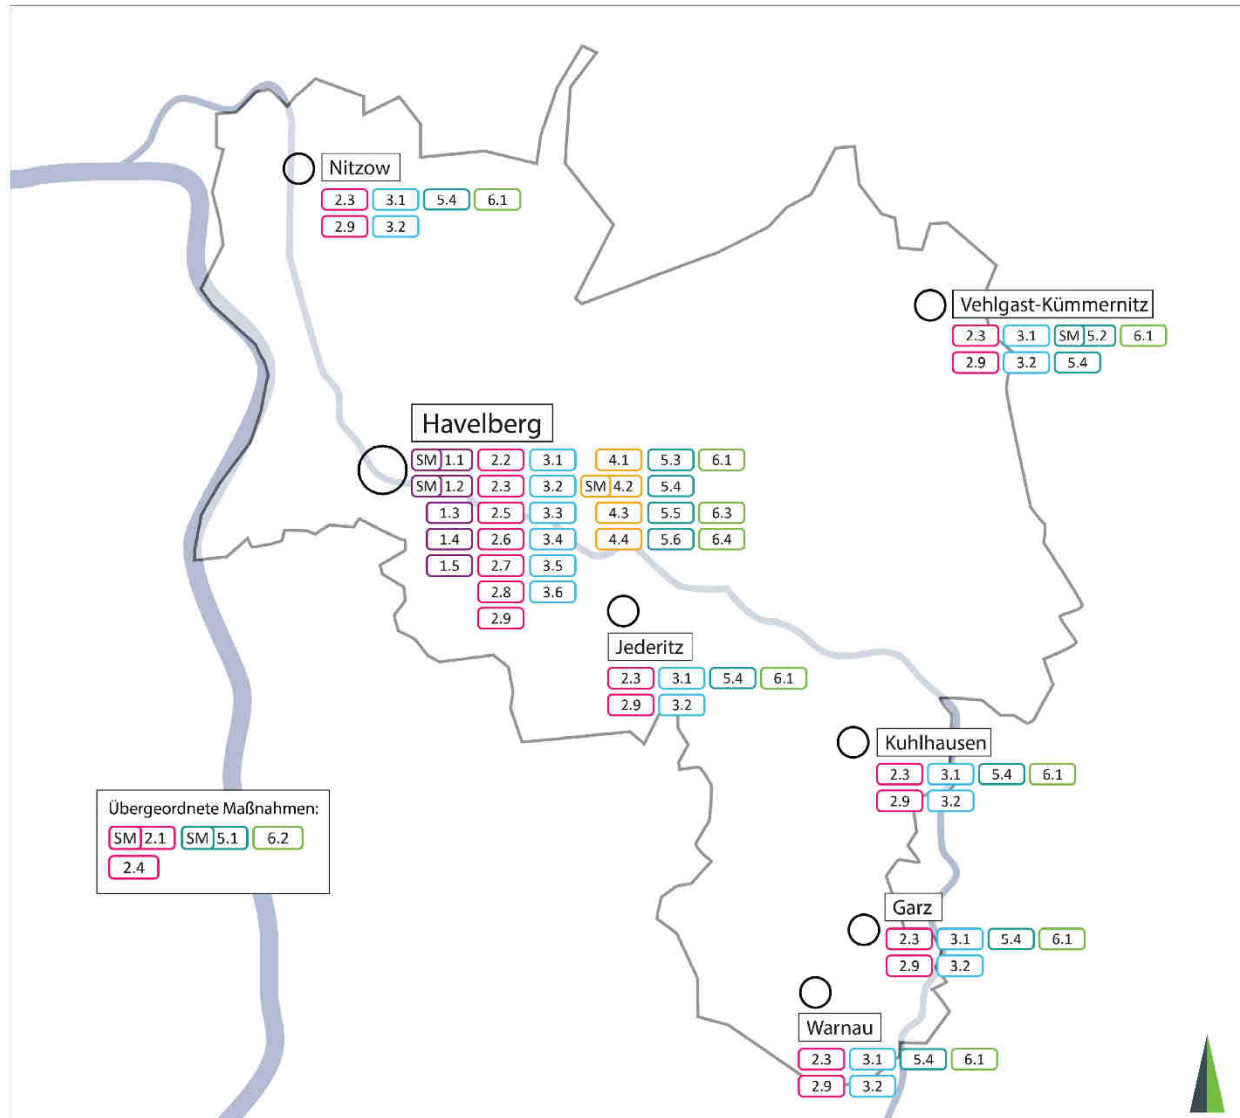 Nitzow
2.3 3.1 5.4 6.1
2.9 3.2
Vehlgast-Kümmernitz
2.3 3.1 SM 5.2 6.1
2.9 3.2 5.4
Havelberg
SM 1.1 2.2 3.1 4.1 5.3 6.1
SM 1.2 2.3 3.2 SM 4.2 5.4
1.3 2.5 3.3 4.3 5.5 6.3
1.4 2.6 3.4 4.4 5.6 6.4
1.5 2.7 3.5
2.8 3.6
2.9
Jederitz
2.3 3.1 5.4 6.1
2.9 3.2
Kuhlhausen
2.3 3.1 5.4 6.1
2.9 3.2
Übergeordnete Maßnahmen:
SM 2.1 SM 5.1 6.2
2.4
Garz
2.3 3.1 5.4 6.1
2.9 3.2
Warnau
2.3 3.1 5.4 6.1
2.9 3.2